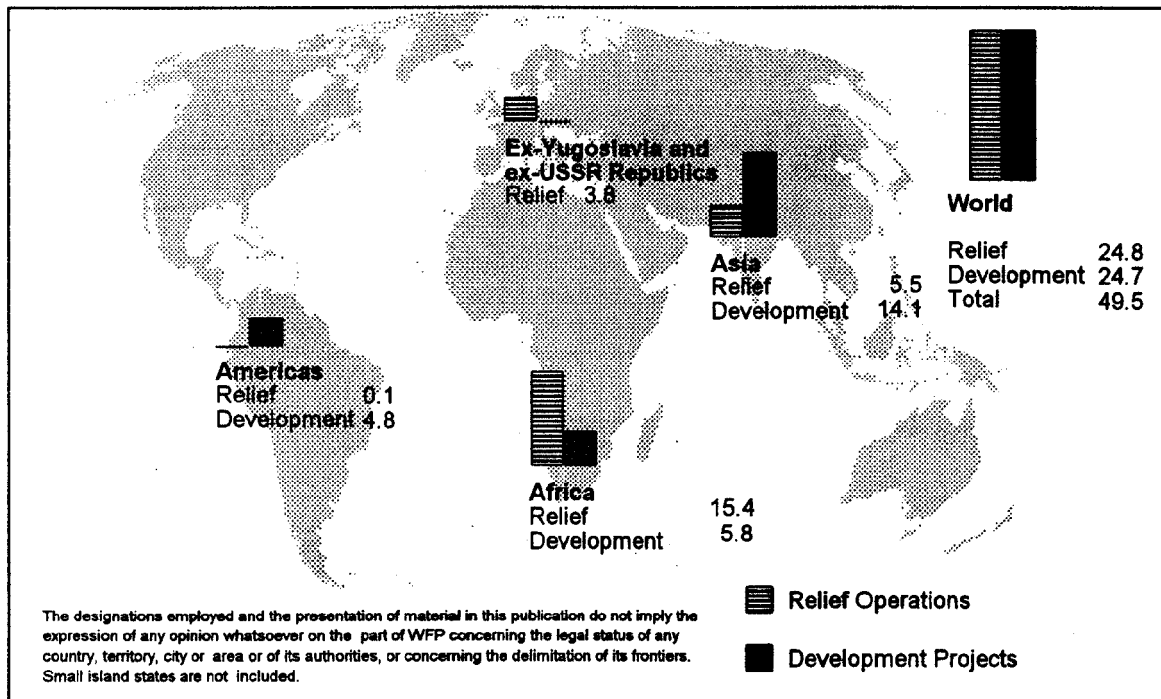 Ex-Yugoslavia and
ex-USSR Republics
Relief 3.8
World
Relief 24.8
Development 24.7
Total 49.5
Asia
Relief 5.5
Development 14.1
Americas
Relief 0.1
Development 4.8
Africa
Relief 15.4
Development 5.8
Relief Operations
Development Projects
The designations employed and the presentation of material in this publication do not imply the
expression of any opinion whatsoever on the part of WFP concerning the legal status of any
country, territory, city or area or of its authorities, or concerning the delimitation of its frontiers.
Small island states are not included.